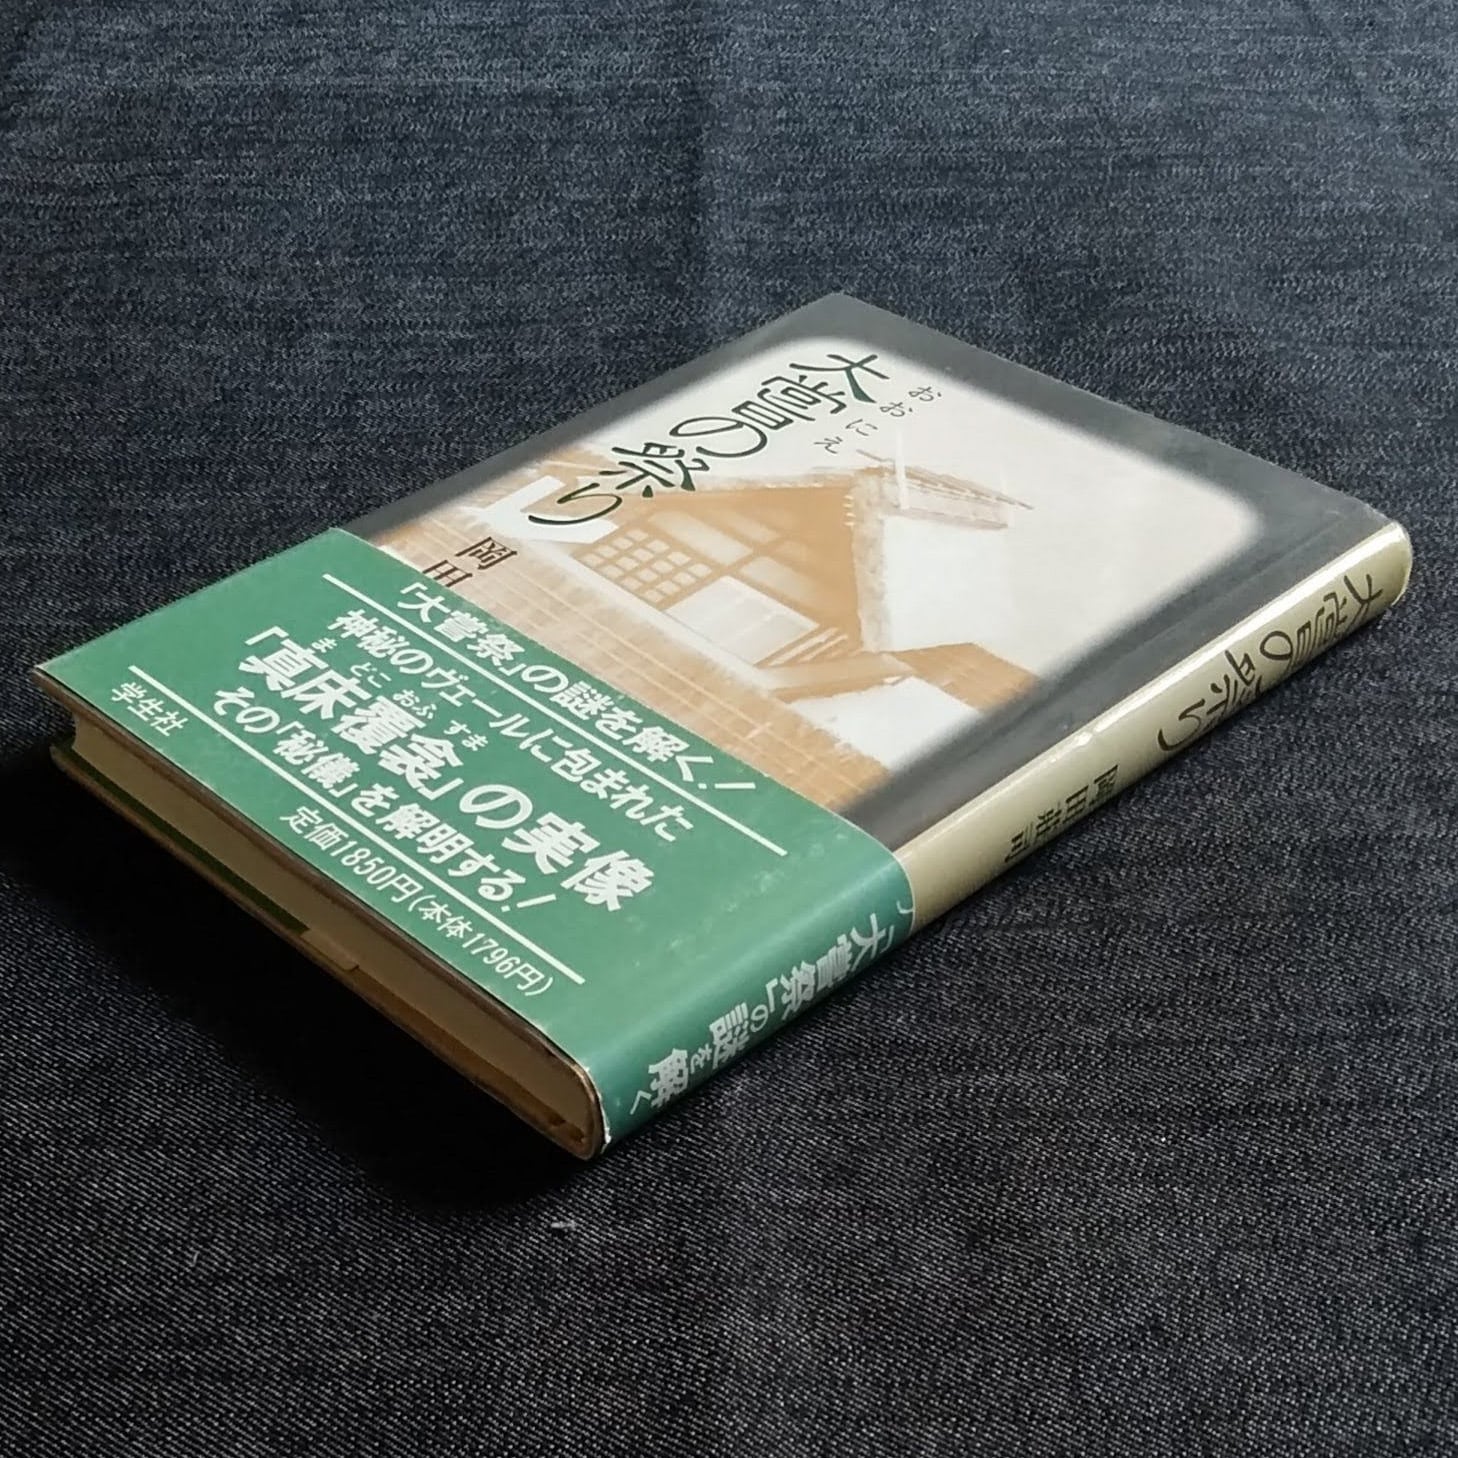 おおにえ
大嘗の祭り
岡田
「大嘗祭」の謎を解く!
神秘のヴェールに包まれた
まどこおふすま
「真床覆衾」の実像
その「秘儀」を解明する!
学生社
定価1850円(本体1796円)
大嘗の祭り
岡田荘司
「大嘗祭」の謎を解く